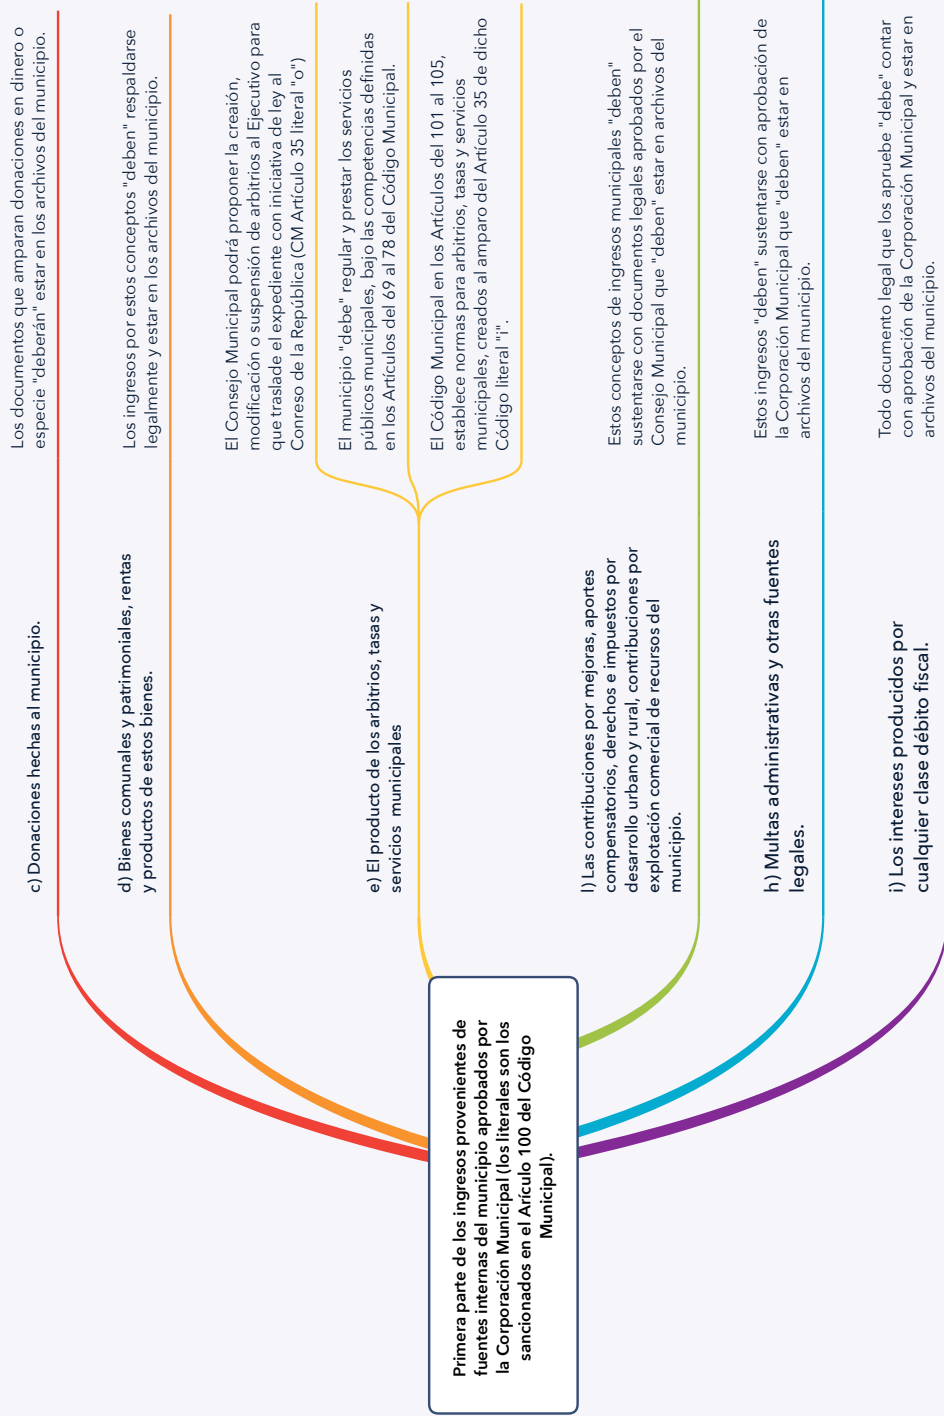 Primera parte de los ingresos provenientes de
fuentes internas del municipio aprobados por
la Corporación Municipal (los literales son los
sancionados en el Arículo 100 del Código
Municipal).
c) Donaciones hechas al municipio.
Los documentos que amparan donaciones en dinero o
especie "deberán" estar en los archivos del municipio.
d) Bienes comunales y patrimoniales, rentas
y productos de estos bienes.
Los ingresos por estos conceptos "deben" respaldarse
legalmente y estar en los archivos del municipio.
e) El producto de los arbitrios, tasas y
servicios municipales
El Consejo Municipal podrá proponer la creaión,
modificación o suspensión de arbitrios al Ejecutivo para
que traslade el expediente con iniciativa de ley al
Conreso de la República (CM Artículo 35 literal "o")
El municipio "debe" regular y prestar los servicios
públicos municipales, bajo las competencias definidas
en los Artículos del 69 al 78 del Código Municipal.
El Código Municipal en los Artículos del 101 al 105,
establece normas para arbitrios, tasas y servicios
municipales, creados al amparo del Artículo 35 de dicho
Código literal "i".
l) Las contribuciones por mejoras, aportes
compensatorios, derechos e impuestos por
desarrollo urbano y rural, contribuciones por
explotación comercial de recursos del
municipio.
Estos conceptos de ingresos municipales "deben"
sustentarse con documentos legales aprobados por el
Consejo Municipal que "deben" estar en archivos del
municipio.
h) Multas administrativas y otras fuentes
legales.
Estos ingresos "deben" sustentarse con aprobación de
la Corporación Municipal que "deben" estar en
archivos del municipio.
i) Los intereses producidos por
cualquier clase débito fiscal.
Todo documento legal que los apruebe "debe" contar
con aprobación de la Corporación Municipal y estar en
archivos del municipio.